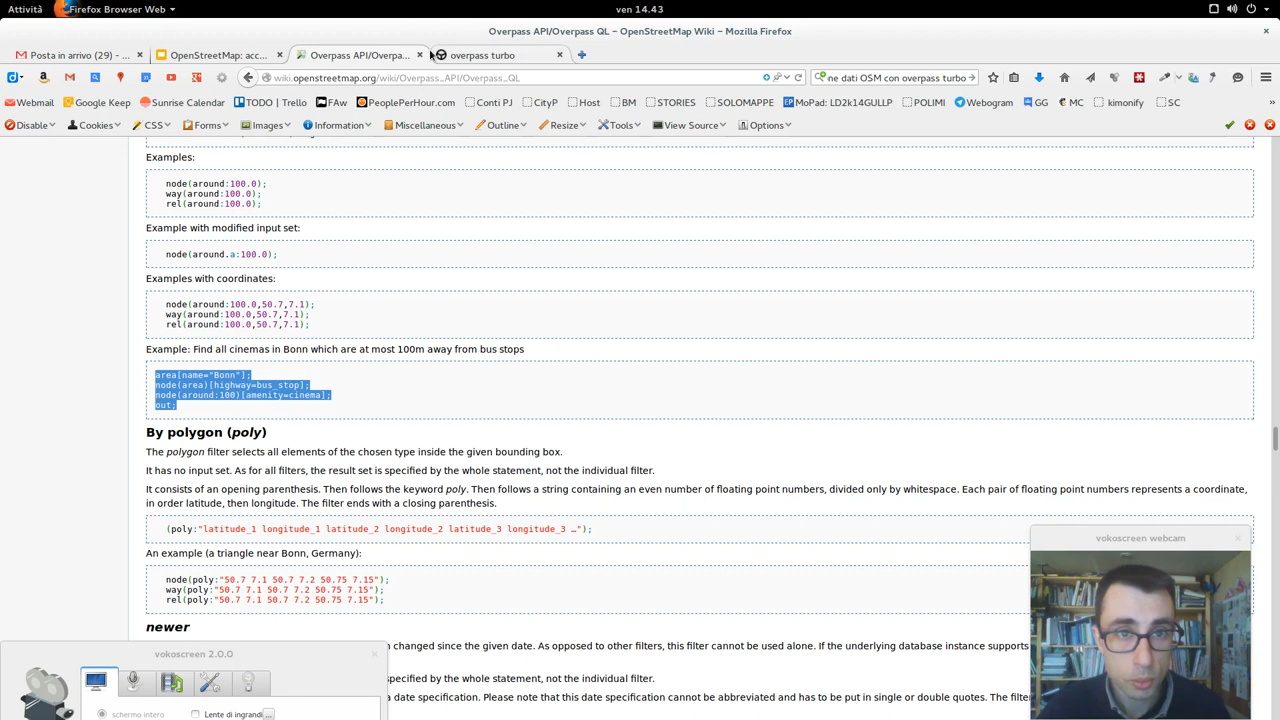 Attività Firefox Browser Web ven 14.43
Overpass API/Overpass QL - OpenStreetMap Wiki - Mozilla Firefox
Posta in arrivo (29) - ... OpenStreetMap: acc... Overpass API/Overpa... overpass turbo
wiki.openstreetmap.org/wiki/Overpass_API/Overpass_QL ne dati OSM con overpass turbo
Webmail Google Keep Sunrise Calendar TODO | Trello FAw PeoplePerHour.com Conti PJ CityP Host BM STORIES SOLOMAPPE MoPad: LD2k14GULLP POLIMI Webogram GG MC kimonify SC
Disable Cookies CSS Forms Images Information Miscellaneous Outline Resize Tools View Source Options
Examples:
node(around:100.0);
way(around:100.0);
rel(around:100.0);
Example with modified input set:
node(around.a:100.0);
Examples with coordinates:
node(around:100.0,50.7,7.1);
way(around:100.0,50.7,7.1);
rel(around:100.0,50.7,7.1);
Example: Find all cinemas in Bonn which are at most 100m away from bus stops
area[name="Bonn"];
node(area)[highway=bus_stop];
node(around:100)[amenity=cinema];
out;
By polygon (poly)
The polygon filter selects all elements of the chosen type inside the given bounding box.
It has no input set. As for all filters, the result set is specified by the whole statement, not the individual filter.
It consists of an opening parenthesis. Then follows the keyword poly. Then follows a string containing an even number of floating point numbers, divided only by whitespace. Each pair of floating point numbers represents a coordinate,
in order latitude, then longitude. The filter ends with a closing parenthesis.
(poly:"latitude_1 longitude_1 latitude_2 longitude_2 latitude_3 longitude_3 …");
An example (a triangle near Bonn, Germany):
node(poly:"50.7 7.1 50.7 7.2 50.75 7.15");
way(poly:"50.7 7.1 50.7 7.2 50.75 7.15");
rel(poly:"50.7 7.1 50.7 7.2 50.75 7.15");
newer
changed since the given date. As opposed to other filters, this filter cannot be used alone. If the underlying database instance supports
specified by the whole statement, not the individual filter.
a date specification. Please note that this date specification cannot be abbreviated and has to be put in single or double quotes. The filter
vokoscreen webcam
vokoscreen 2.0.0
schermo intero Lente di ingrandi ...